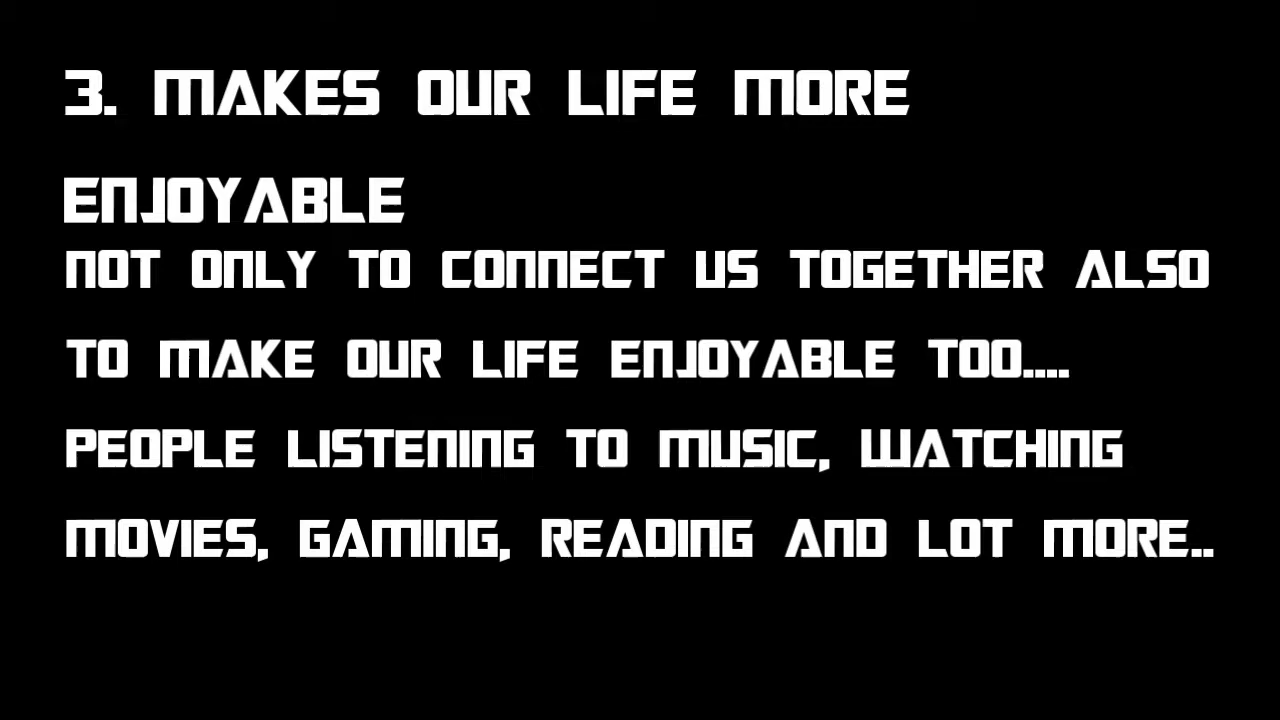 3. MAKES OUR LIFE MORE
ENJOYABLE
NOT ONLY TO CONNECT US TOGETHER ALSO
TO MAKE OUR LIFE ENJOYABLE TOO....
PEOPLE LISTENING TO MUSIC, WATCHING
MOVIES, GAMING, READING AND LOT MORE..